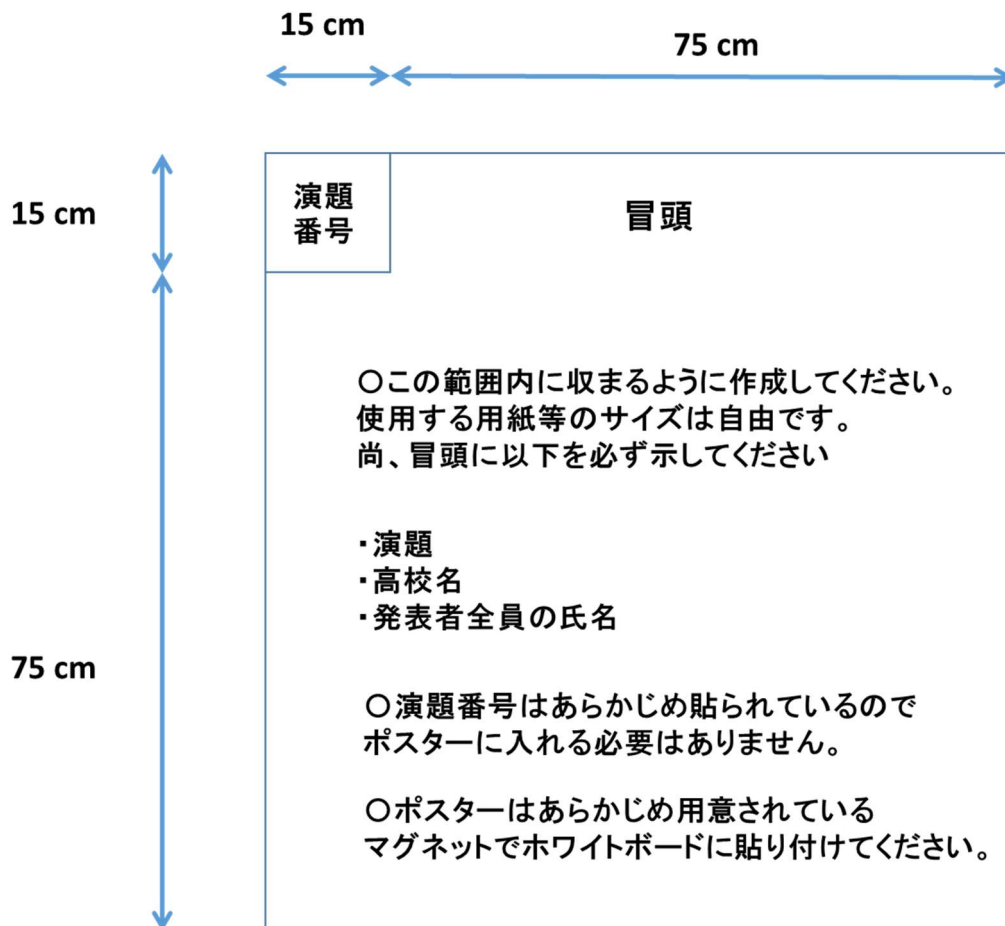 15 cm
75 cm
15 cm
演題
番号
冒頭
〇この範囲内に収まるように作成してください。
使用する用紙等のサイズは自由です。
尚、冒頭に以下を必ず示してください
・演題
・高校名
・発表者全員の氏名
75 cm
〇演題番号はあらかじめ貼られているので
ポスターに入れる必要はありません。
〇ポスターはあらかじめ用意されている
マグネットでホワイトボードに貼り付けてください。